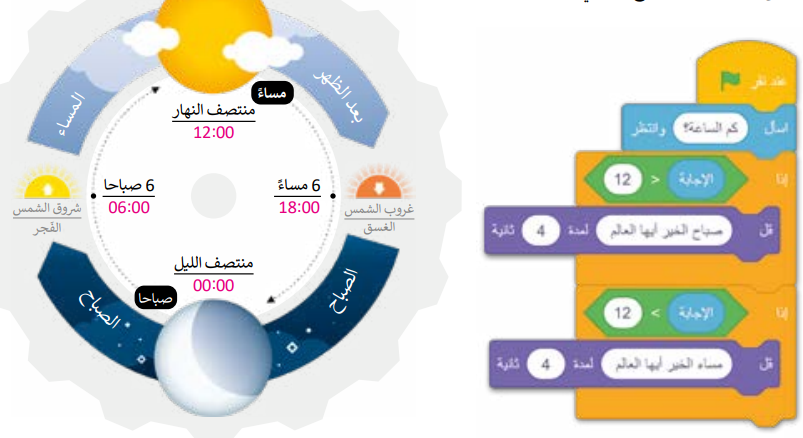 بعد الظهر
المساء
مساءً
منتصف النهار
12:00
6 مساءً
18:00
غروب الشمس
الغسق
6 صباحا
06:00
شروق الشمس
الفجر
منتصف الليل
00:00
صباحا
الصباح
الصباح
عند نقر
اسأل كم الساعة؟ وانتظر
إذا الإجابة < 12
قل صباح الخير أيها العالم لمدة 4 ثانية
إذا الإجابة > 12
قل مساء الخير أيها العالم لمدة 4 ثانية